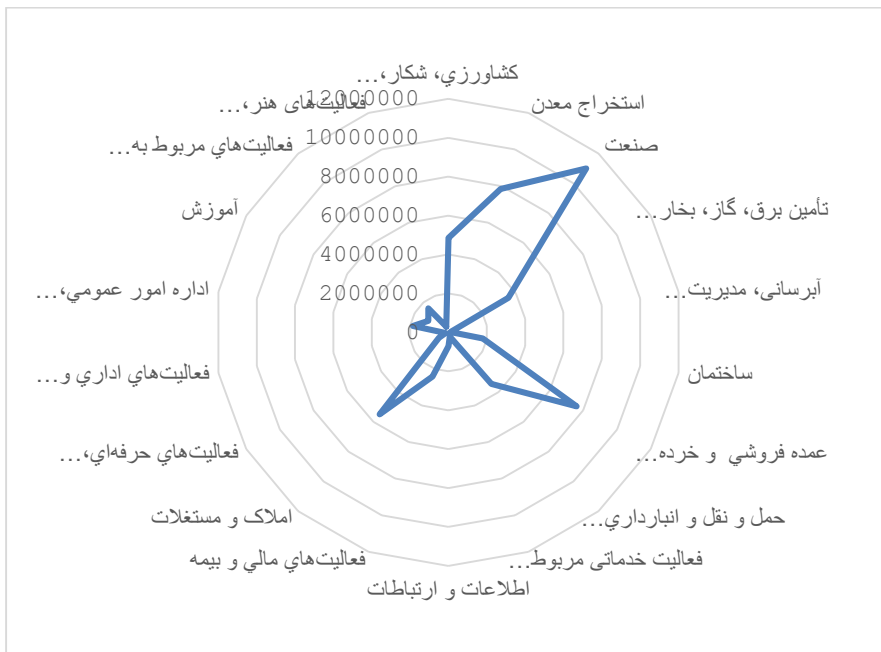 کشاورزي، شکار،...
استخراج معدن
صنعت
تأمین برق، گاز، بخار...
آبرسانی، مدیریت...
ساختمان
عمده فروشي و خرده...
حمل و نقل و انبارداري...
فعالیت خدماتی مربوط...
اطلاعات و ارتباطات
فعالیت‌هاي مالي و بیمه
املاک و مستغلات
فعالیت‌هاي حرفه‌اي،...
فعالیت‌هاي اداري و...
اداره امور عمومي،...
آموزش
فعالیت‌هاي مربوط به...
فعالیت‌های هنر،...
12000000
10000000
8000000
6000000
4000000
2000000
0